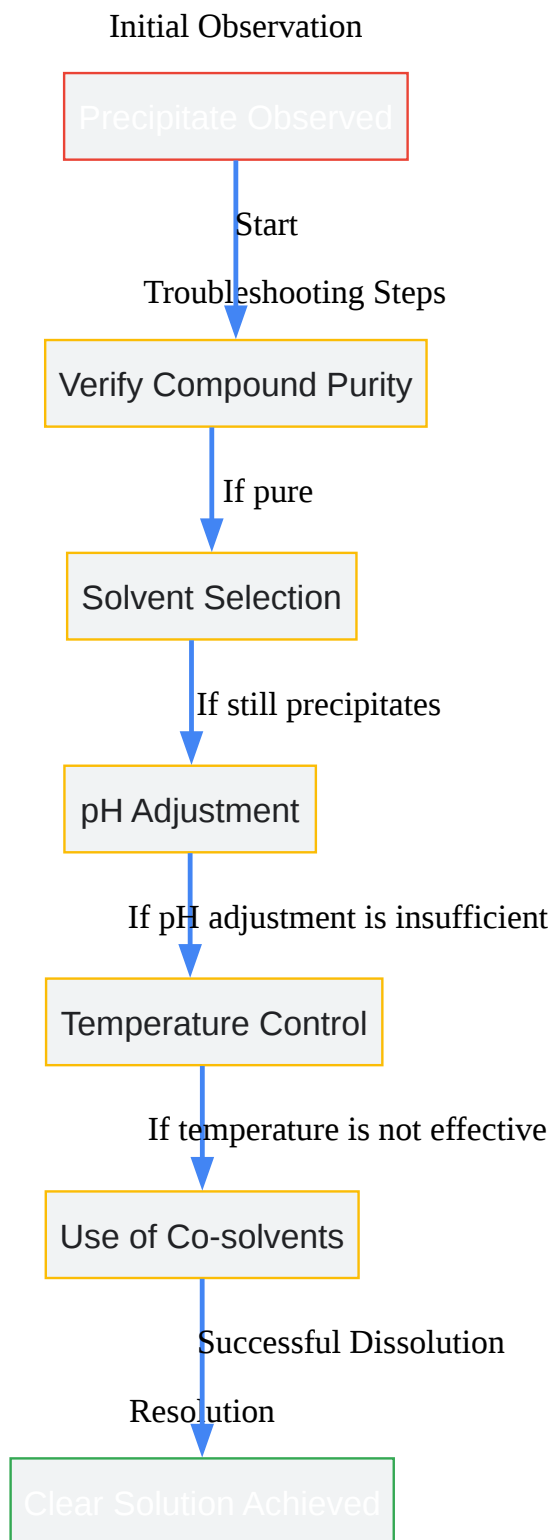 Initial Observation
Precipitate Observed
Start
Troubleshooting Steps
Verify Compound Purity
If pure
Solvent Selection
If still precipitates
pH Adjustment
If pH adjustment is insufficient
Temperature Control
If temperature is not effective
Use of Co-solvents
Successful Dissolution
Resolution
Clear Solution Achieved